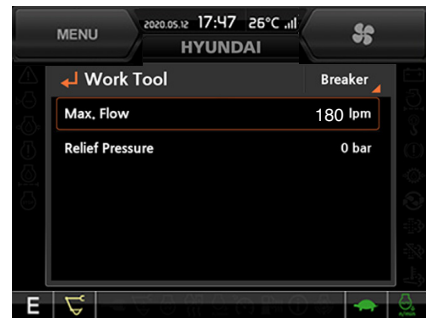 MENU
2020.05.12 17:47 26°C
HYUNDAI
Work Tool
Breaker
Max. Flow 180 lpm
Relief Pressure 0 bar
E